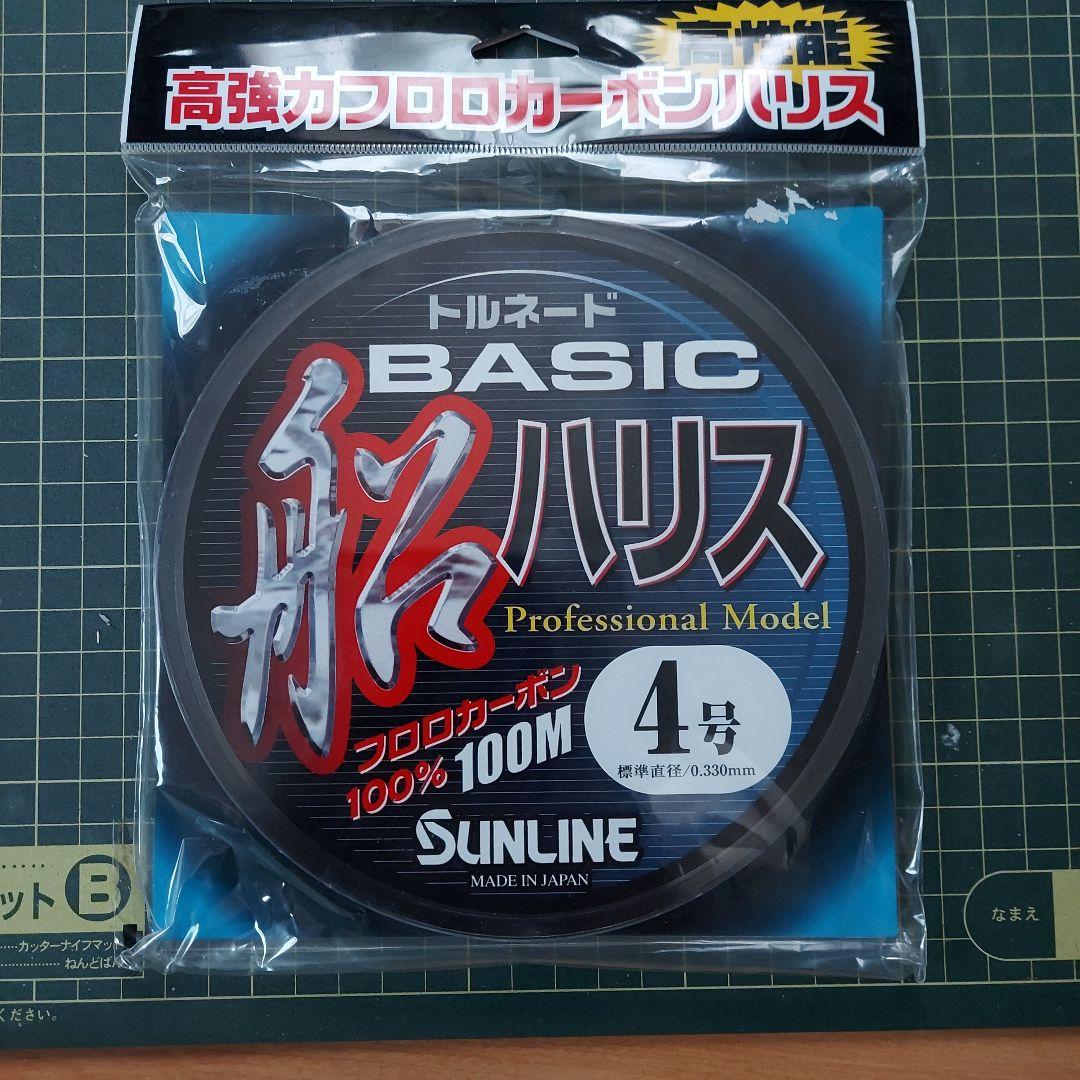 高性能
高強力フロロカーボンハリス
トルネード
BASIC
船ハリス
Professional Model
フロロカーボン
100% 100M
4号
標準直径/0.330mm
SUNLINE
MADE IN JAPAN
ット B
カッターナイフマット
ねんどばん
ください。
なまえ